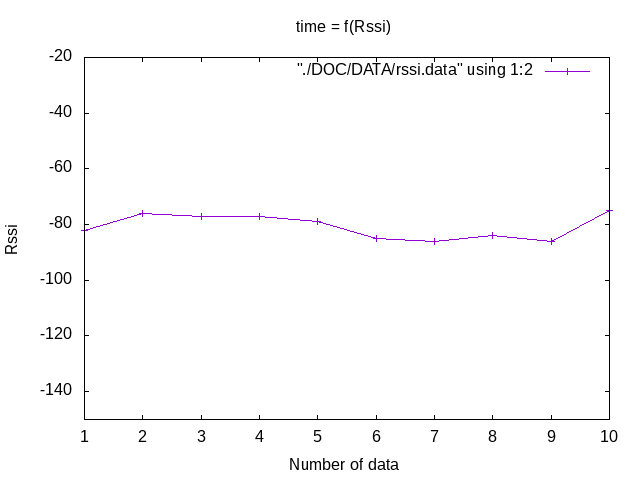 time = f(Rssi)
"./DOC/DATA/rssi.data" using 1:2
-20
-40
-60
-80
-100
-120
-140
Rssi
1 2 3 4 5 6 7 8 9 10
Number of data